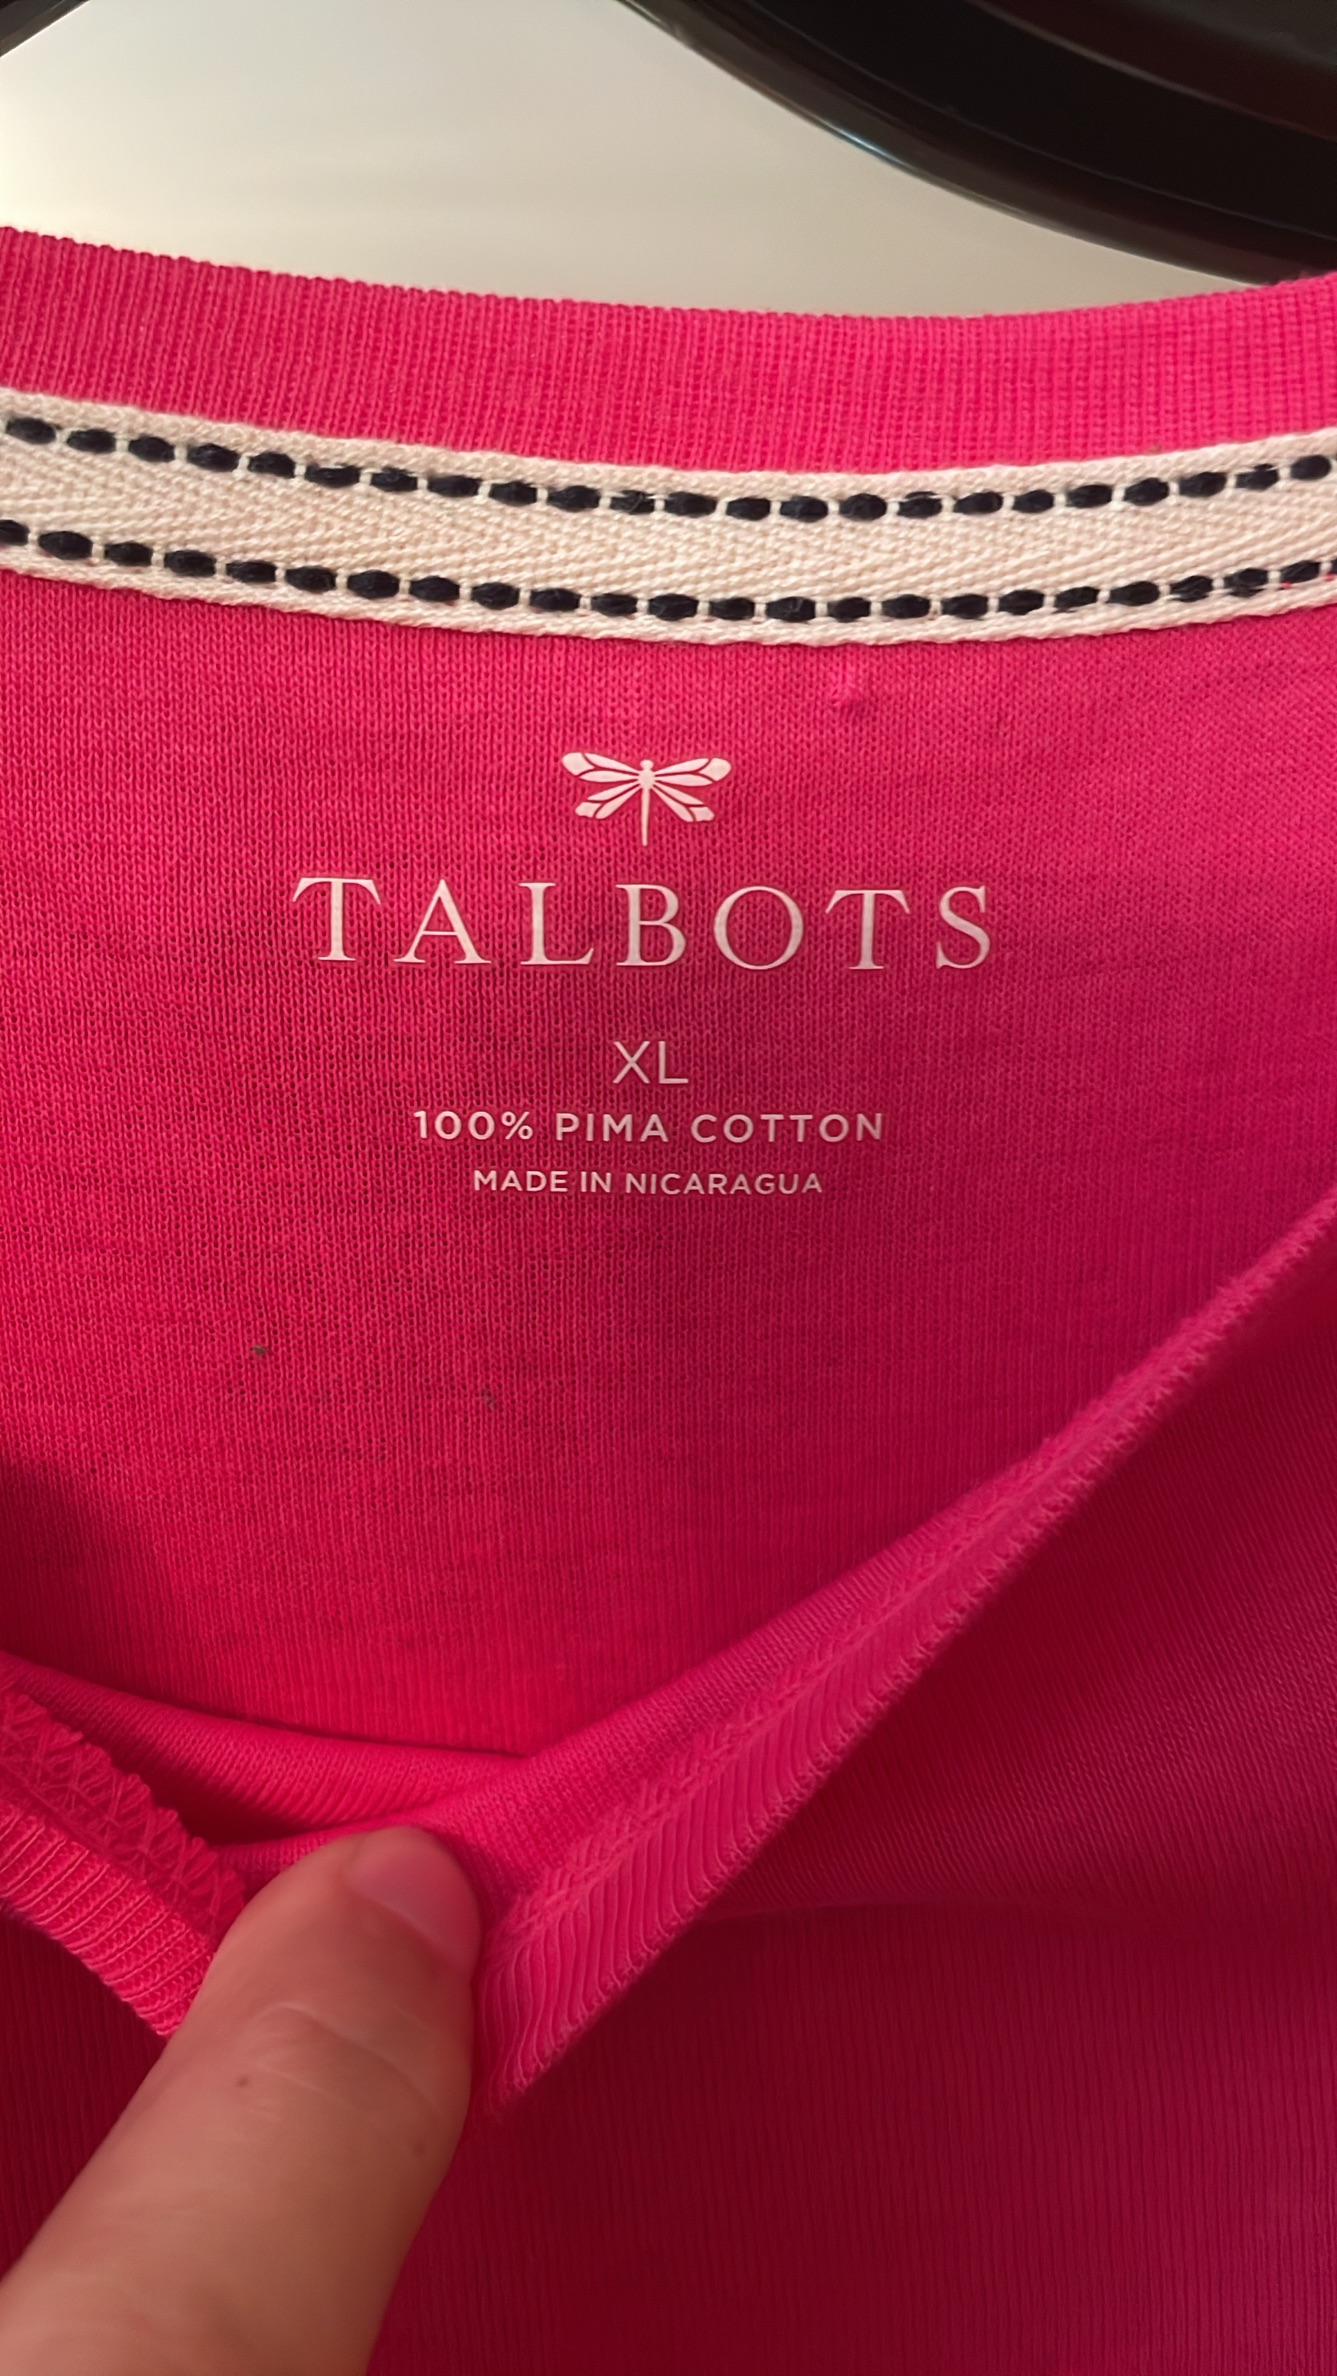 TALBOTS
XL
100% PIMA COTTON
MADE IN NICARAGUA